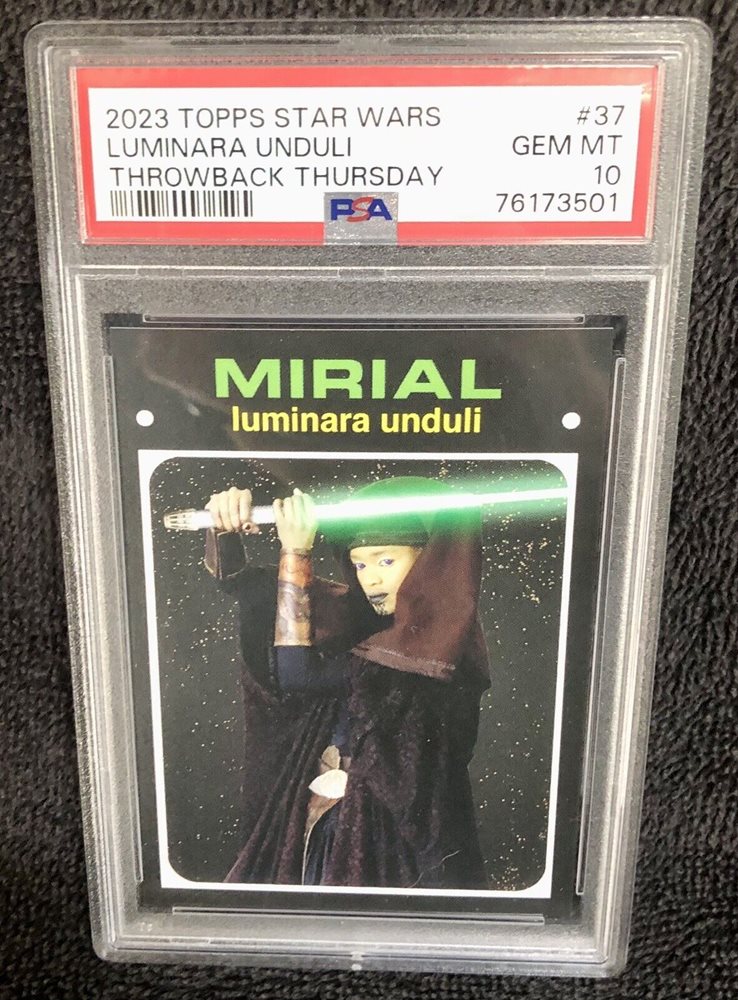 2023 TOPPS STAR WARS #37
LUMINARA UNDULI GEM MT
THROWBACK THURSDAY 10
PSA 76173501
MIRIAL
luminara unduli